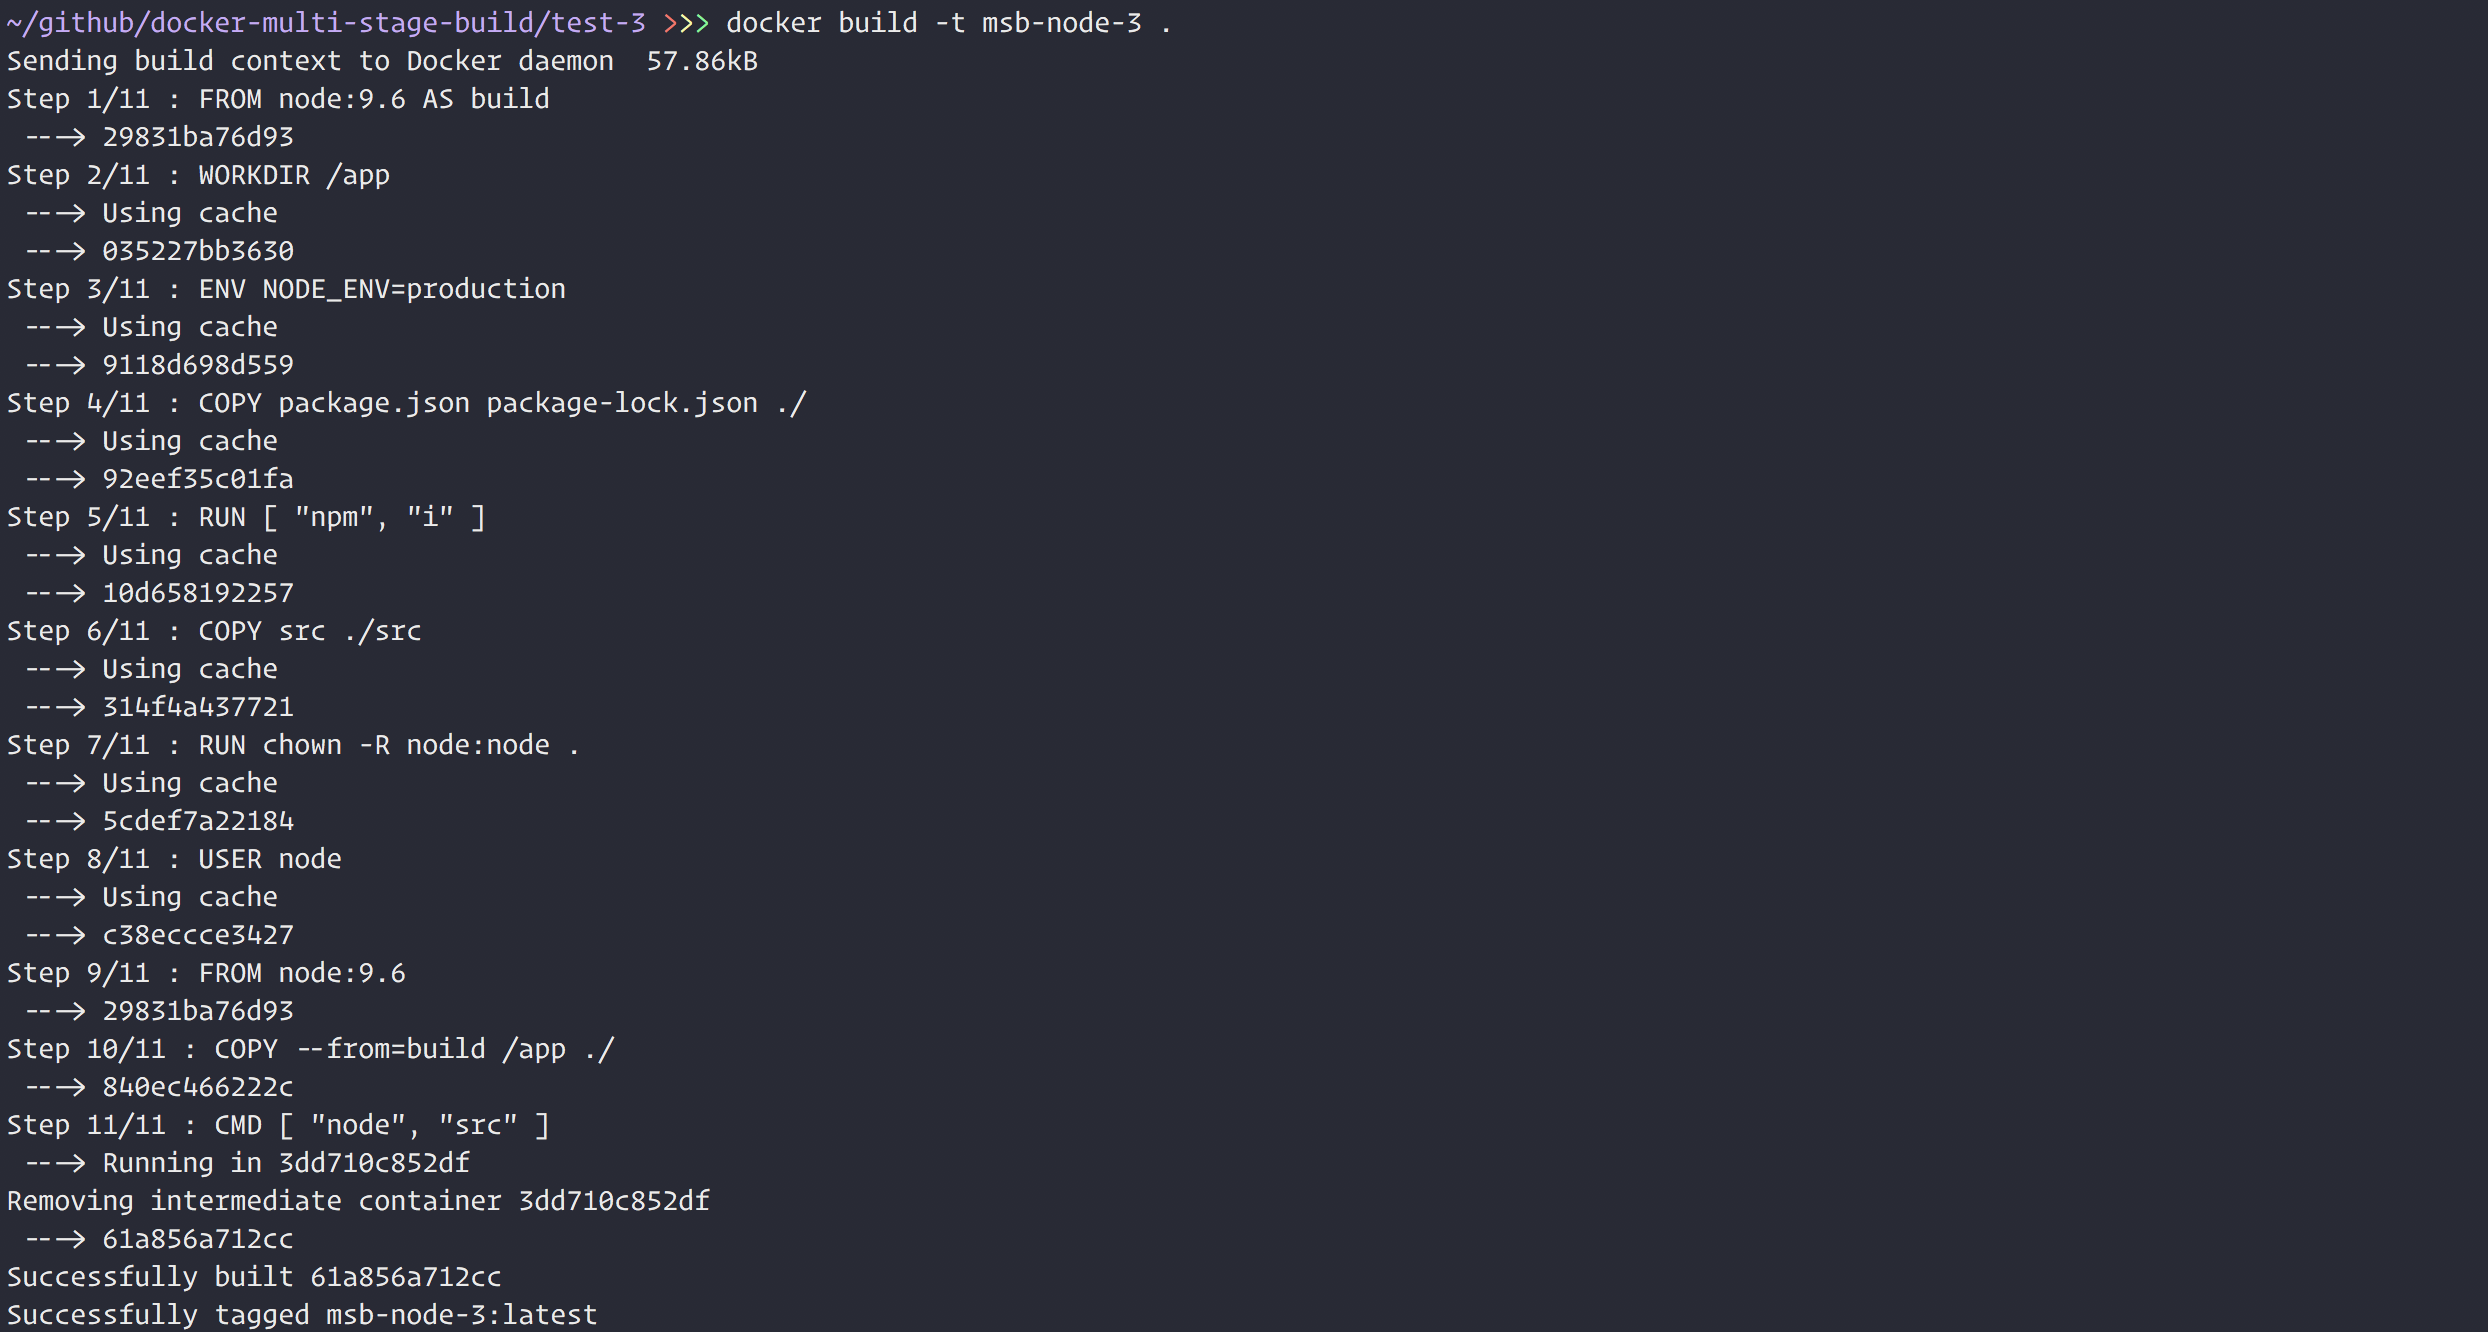 ~/github/docker-multi-stage-build/test-3 >>> docker build -t msb-node-3 .
Sending build context to Docker daemon  57.86kB
Step 1/11 : FROM node:9.6 AS build
 ---> 29831ba76d93
Step 2/11 : WORKDIR /app
 ---> Using cache
 ---> 035227bb3630
Step 3/11 : ENV NODE_ENV=production
 ---> Using cache
 ---> 9118d698d559
Step 4/11 : COPY package.json package-lock.json ./
 ---> Using cache
 ---> 92eef35c01fa
Step 5/11 : RUN [ "npm", "i" ]
 ---> Using cache
 ---> 10d658192257
Step 6/11 : COPY src ./src
 ---> Using cache
 ---> 314f4a437721
Step 7/11 : RUN chown -R node:node .
 ---> Using cache
 ---> 5cdef7a22184
Step 8/11 : USER node
 ---> Using cache
 ---> c38eccce3427
Step 9/11 : FROM node:9.6
 ---> 29831ba76d93
Step 10/11 : COPY --from=build /app ./
 ---> 840ec466222c
Step 11/11 : CMD [ "node", "src" ]
 ---> Running in 3dd710c852df
Removing intermediate container 3dd710c852df
 ---> 61a856a712cc
Successfully built 61a856a712cc
Successfully tagged msb-node-3:latest